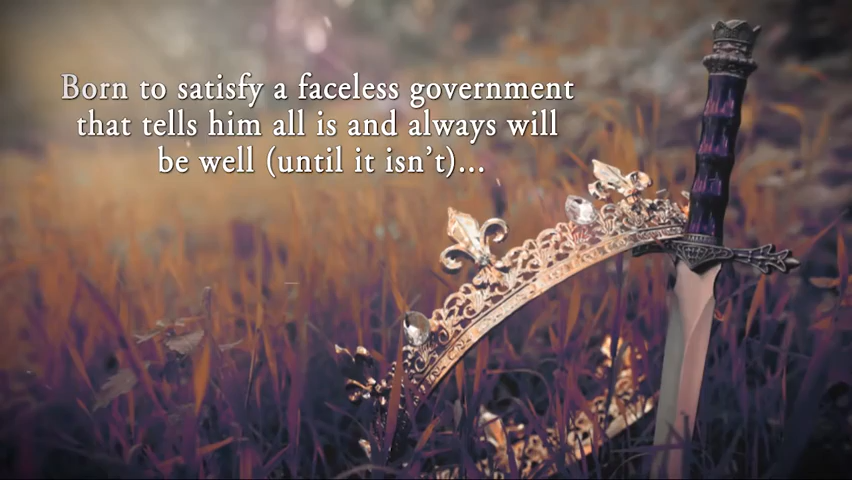 Born to satisfy a faceless government
that tells him all is and always will
be well (until it isn't)...